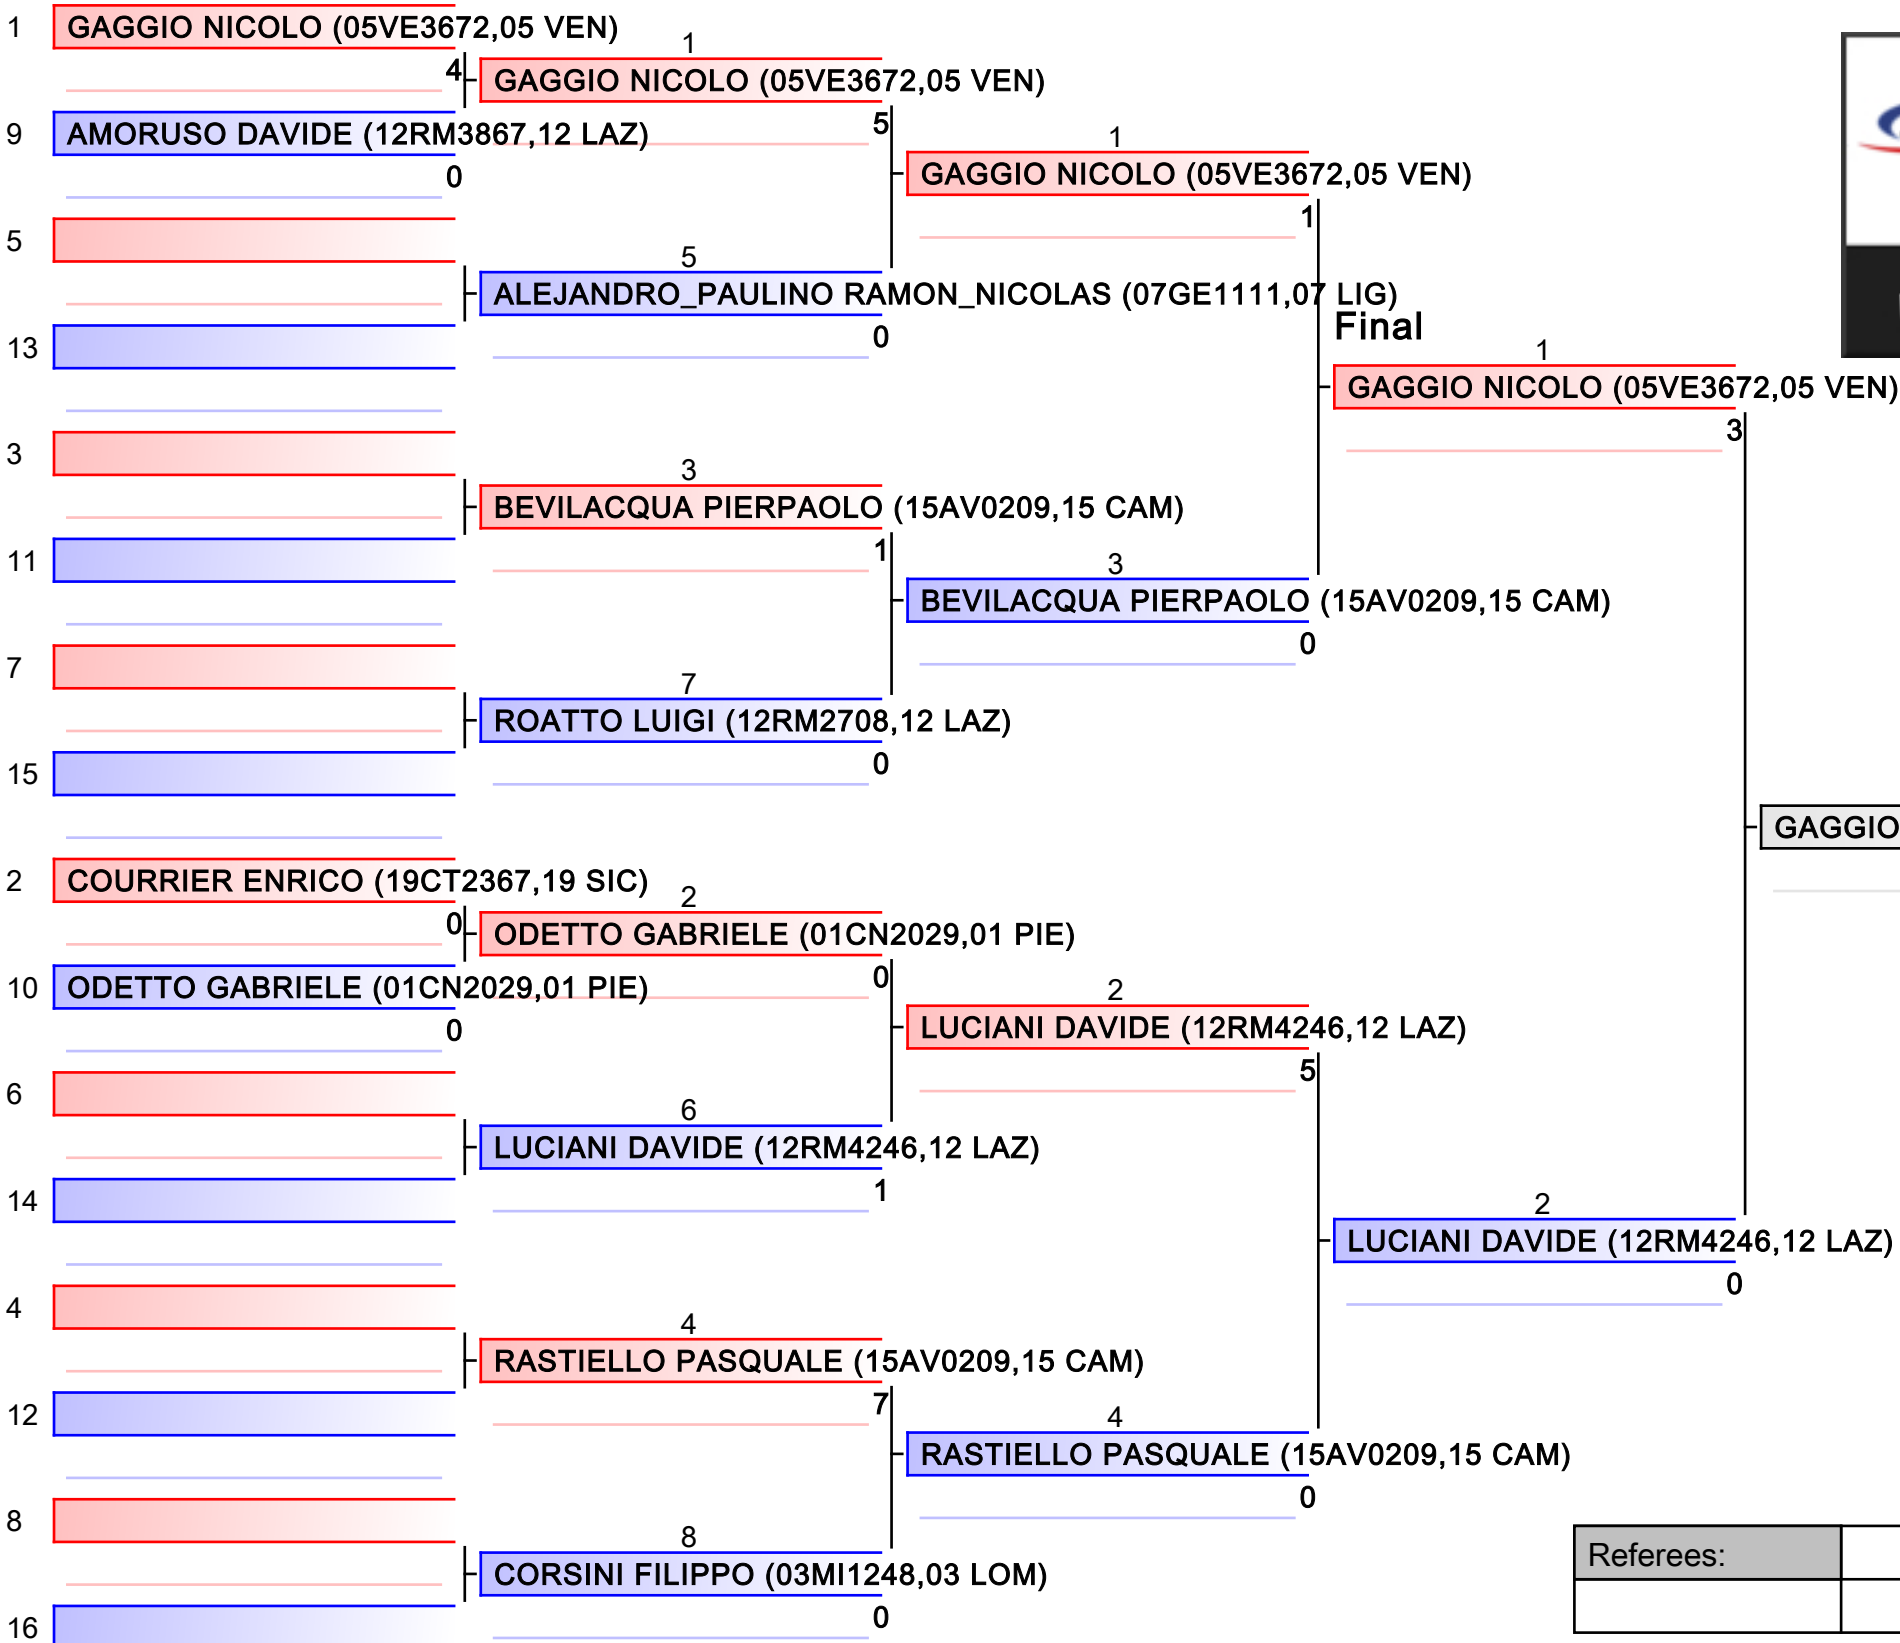 1 GAGGIO NICOLO (05VE3672,05 VEN)
1
4
GAGGIO NICOLO (05VE3672,05 VEN)
9 AMORUSO DAVIDE (12RM3867,12 LAZ)
5
1
0
GAGGIO NICOLO (05VE3672,05 VEN)
1
5
5
ALEJANDRO_PAULINO RAMON_NICOLAS (07GE1111,07 LIG)
0
Final
13
1
GAGGIO NICOLO (05VE3672,05 VEN)
3
3
3
BEVILACQUA PIERPAOLO (15AV0209,15 CAM)
1
11
3
BEVILACQUA PIERPAOLO (15AV0209,15 CAM)
0
7
7
ROATTO LUIGI (12RM2708,12 LAZ)
0
15
GAGGIO
2 COURRIER ENRICO (19CT2367,19 SIC)
2
0
ODETTO GABRIELE (01CN2029,01 PIE)
0
10 ODETTO GABRIELE (01CN2029,01 PIE)
0
2
LUCIANI DAVIDE (12RM4246,12 LAZ)
5
6
6
LUCIANI DAVIDE (12RM4246,12 LAZ)
1
14
2
LUCIANI DAVIDE (12RM4246,12 LAZ)
0
4
4
RASTIELLO PASQUALE (15AV0209,15 CAM)
7
12
4
RASTIELLO PASQUALE (15AV0209,15 CAM)
0
8
8
CORSINI FILIPPO (03MI1248,03 LOM)
0
Referees:
16